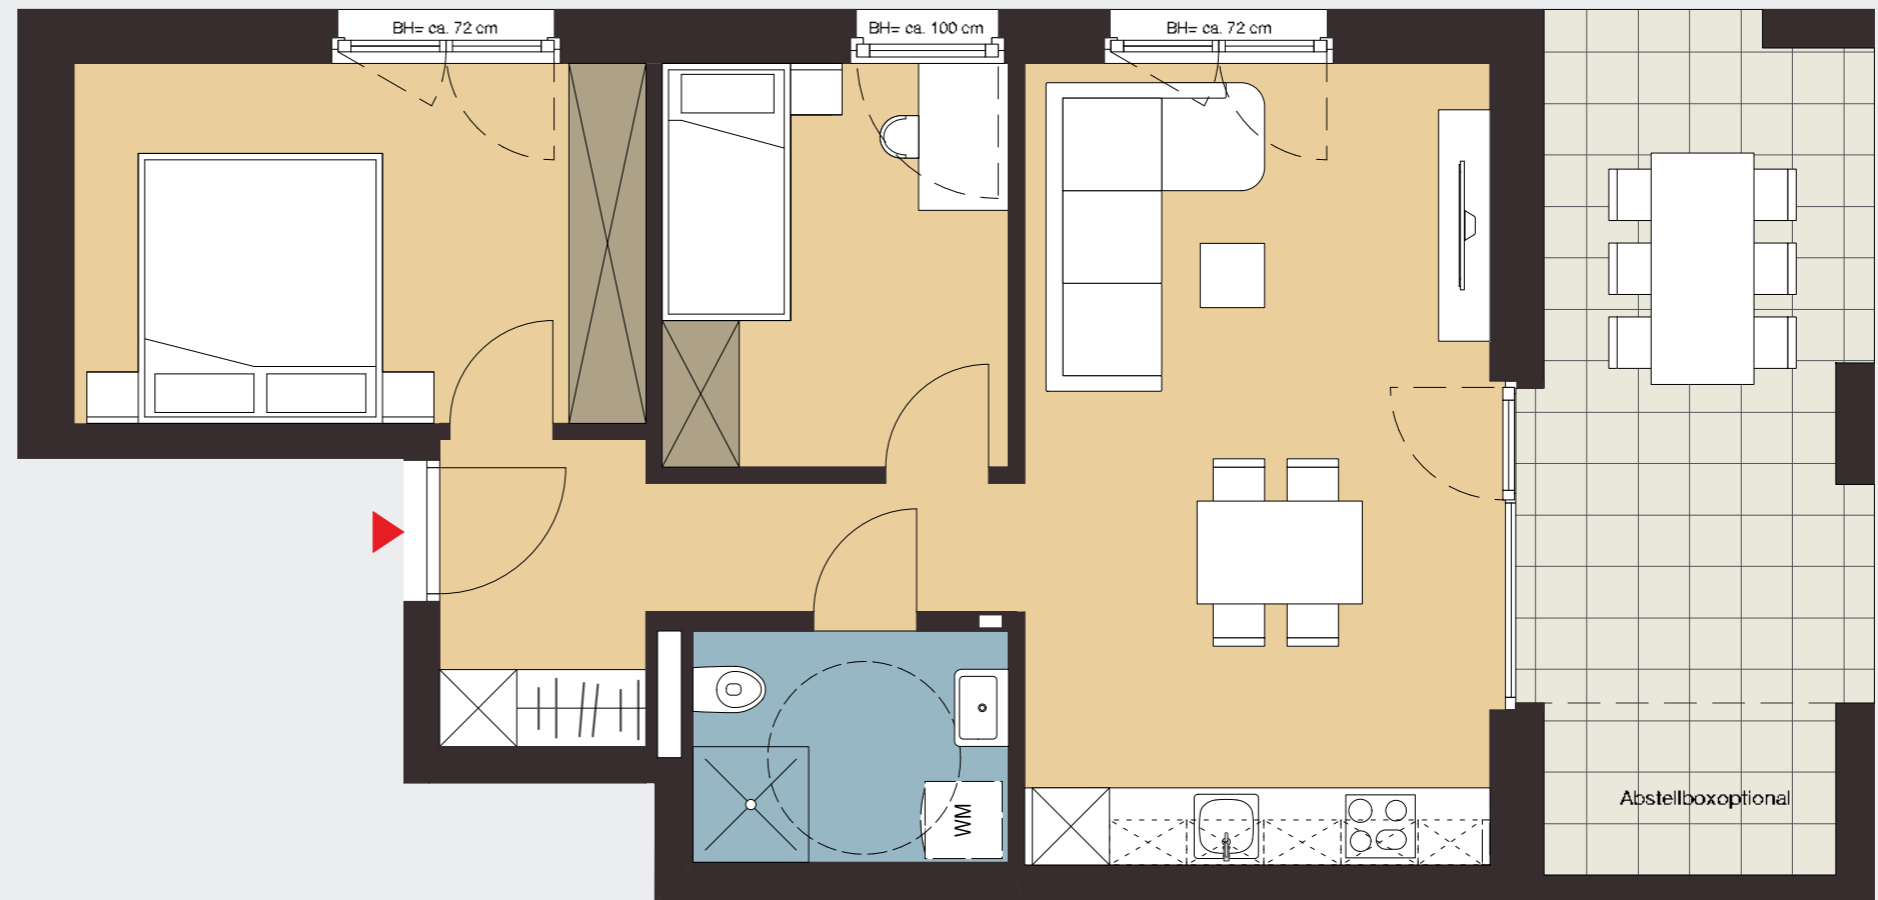 BH= ca. 72 cm
BH= ca. 100 cm
BH= ca. 72 cm
Abstellboxoptional
WM